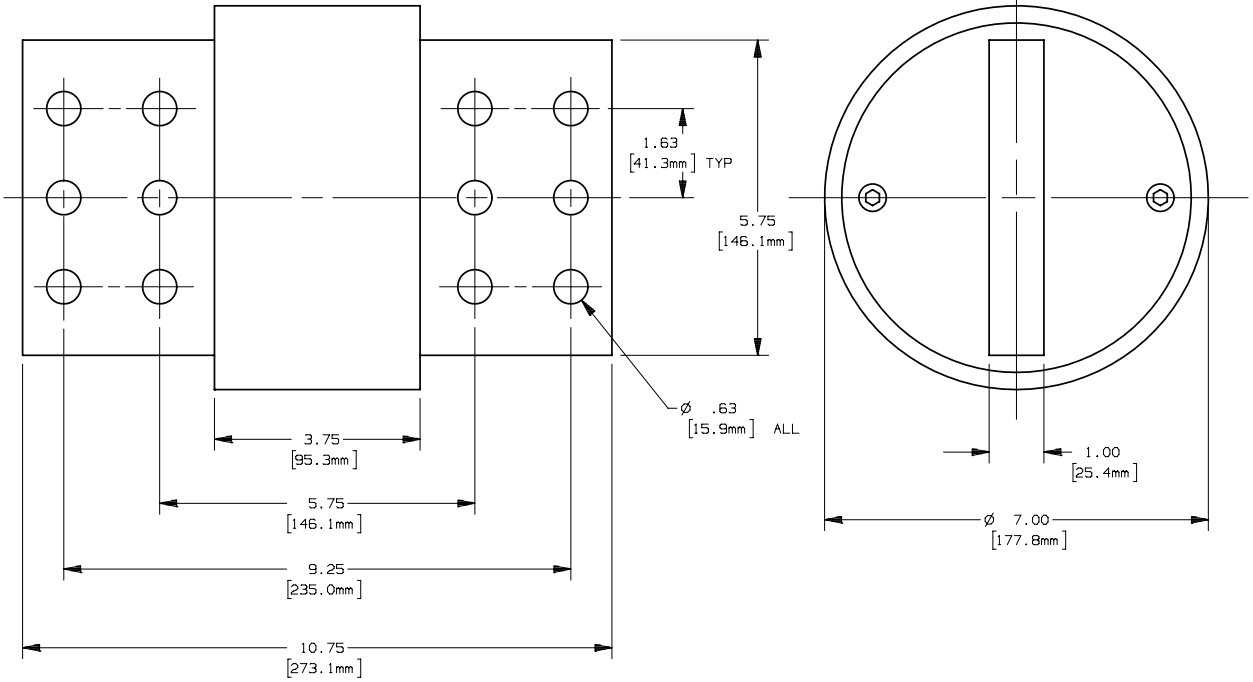 1.63
[41.3mm] TYP
5.75
[146.1mm]
Ø .63
[15.9mm] ALL
3.75
[95.3mm]
5.75
[146.1mm]
9.25
[235.0mm]
10.75
[273.1mm]
1.00
[25.4mm]
Ø 7.00
[177.8mm]